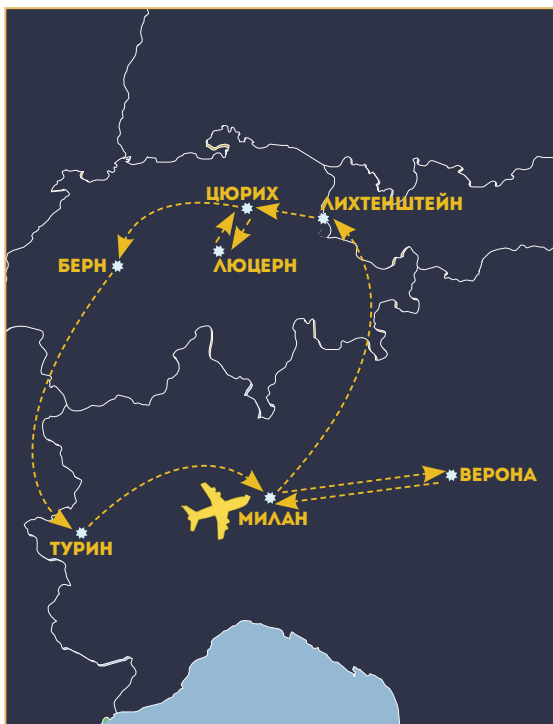 ЦЮРИХ
ЛИХТЕНШТЕЙН
БЕРН
ЛЮЦЕРН
ВЕРОНА
МИЛАН
ТУРИН